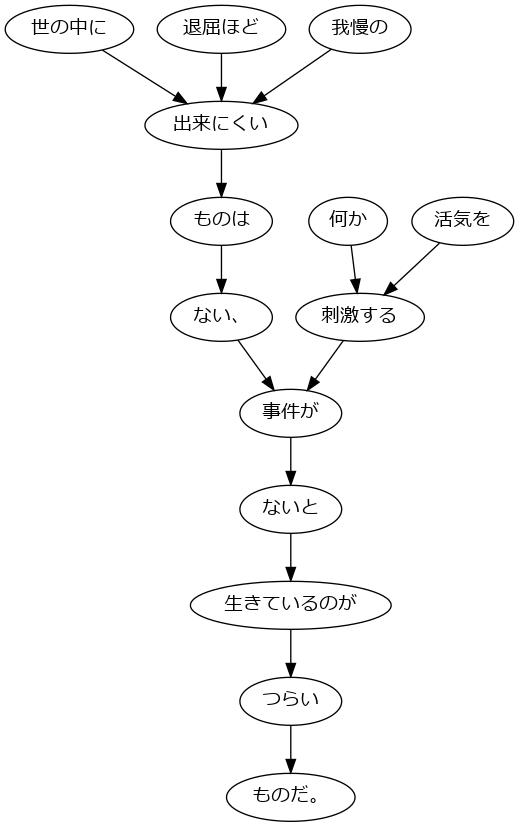 世の中に 退屈ほど 我慢の
出来にくい
ものは 何か 活気を
ない、 刺激する
事件が
ないと
生きているのが
つらい
ものだ。